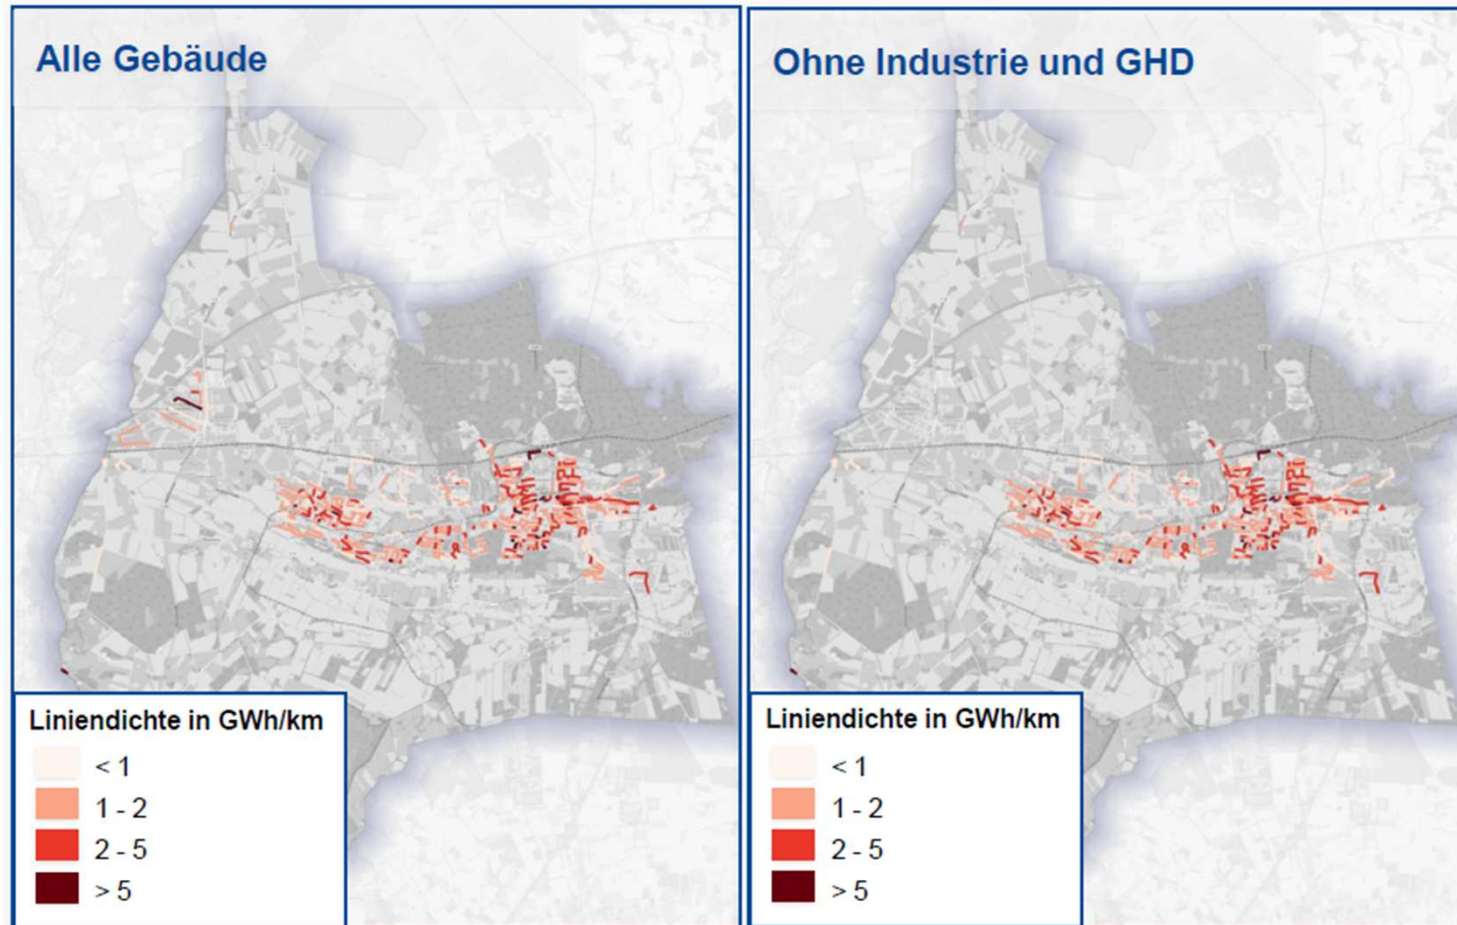 Alle Gebäude
Liniendichte in GWh/km
< 1
1 - 2
2 - 5
> 5
Ohne Industrie und GHD
Liniendichte in GWh/km
< 1
1 - 2
2 - 5
> 5